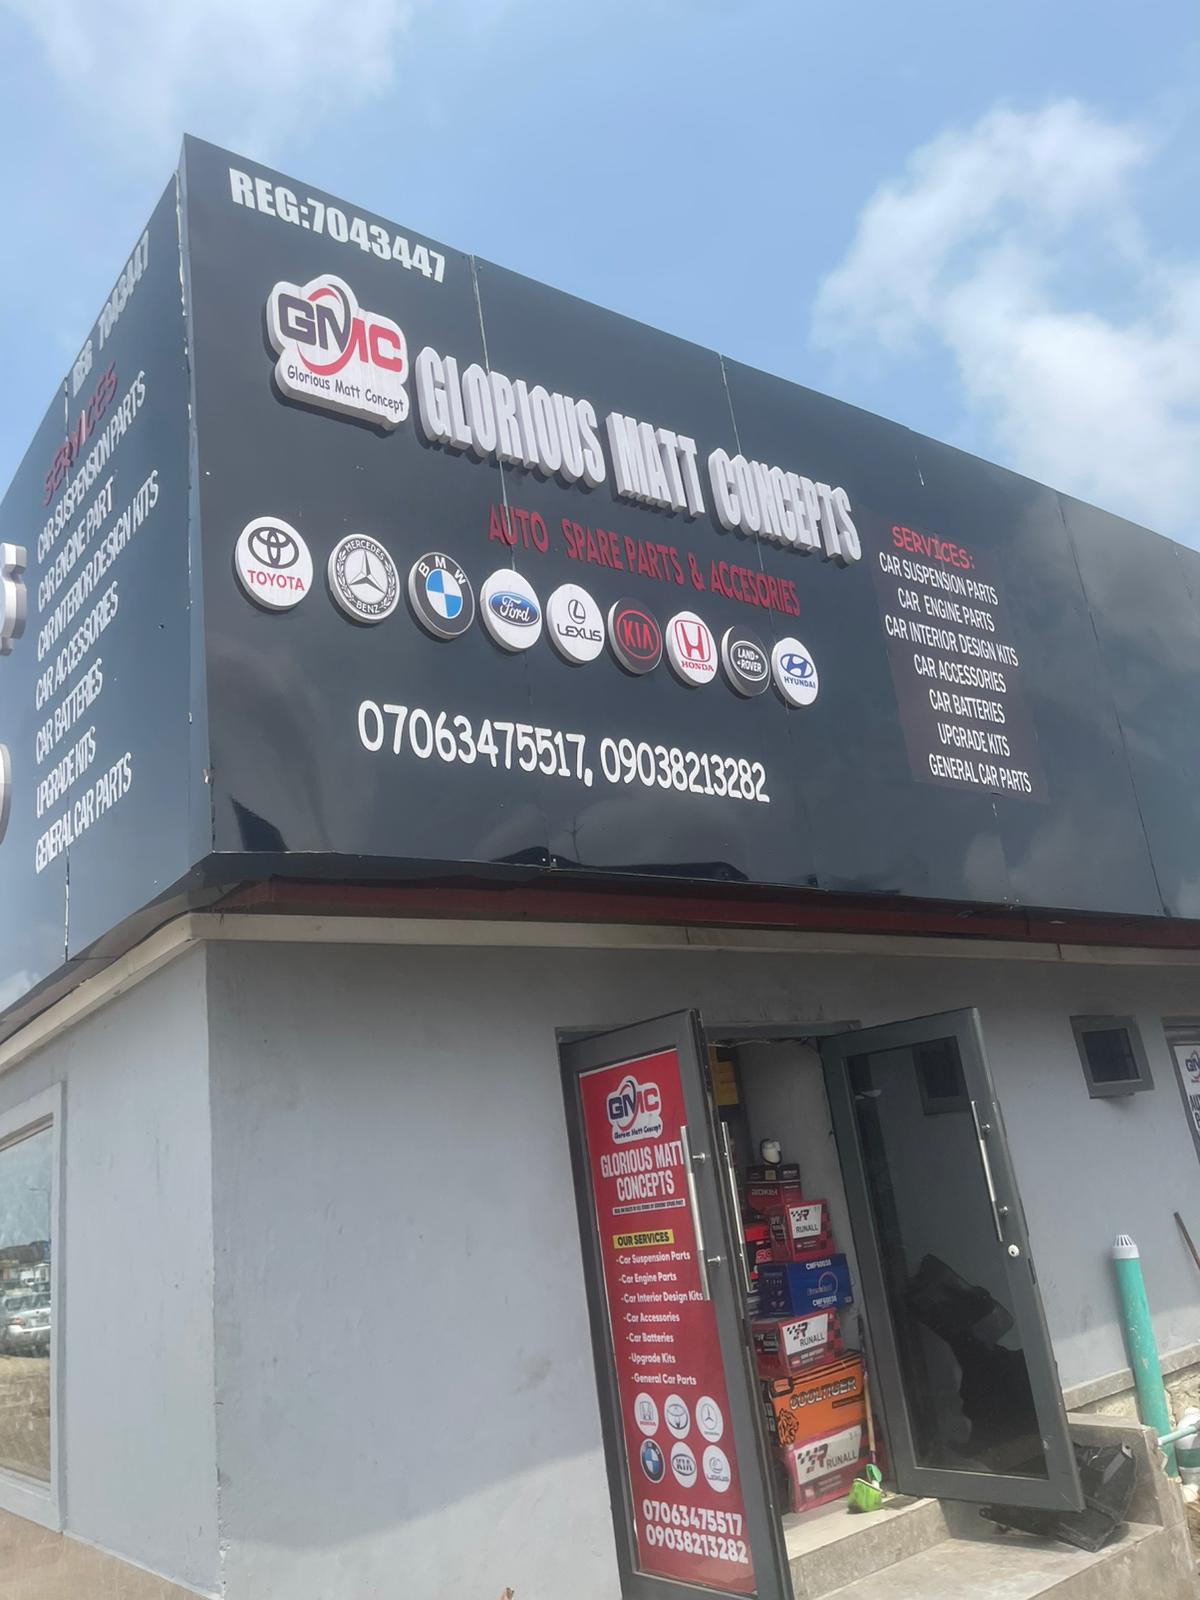 REG:7043447
GMC
Glorious Matt Concept
GLORIOUS MATT CONCEPTS
AUTO SPARE PARTS & ACCESORIES
TOYOTA
MERCEDES
BENZ
BMW
Ford
LEXUS
KIA
HONDA
LAND
ROVER
HYUNDAI
07063475517, 09038213282
SERVICES:
CAR SUSPENSION PARTS
CAR ENGINE PARTS
CAR INTERIOR DESIGN KITS
CAR ACCESSORIES
CAR BATTERIES
UPGRADE KITS
GENERAL CAR PARTS
REG 7043447
SERVICES
CAR SUSPENSION PARTS
CAR ENGINE PART
CAR INTERIOR DESIGN KITS
CAR ACCESSORIES
CAR BATTERIES
UPGRADE KITS
GENERAL CAR PARTS
GMC
Glorious Matt Concept
GLORIOUS MATT
CONCEPTS
OUR SERVICES
-Car Suspension Parts
-Car Engine Parts
-Car Interior Design Kits
-Car Accessories
-Car Batteries
-Upgrade Kits
-General Car Parts
KIA
LEXUS
07063475517
09038213282
RUNALL
CMF60038
CMF60038
RUNALL
COOLTIGER
RUNALL